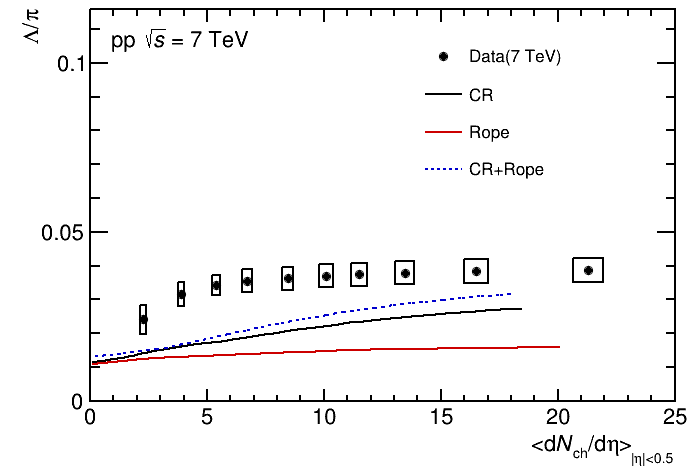 Λ/π
pp √s = 7 TeV
Data(7 TeV)
CR
Rope
CR+Rope
0.1
0.05
0
0 5 10 15 20 25
<dN_ch/dη>_|η|<0.5